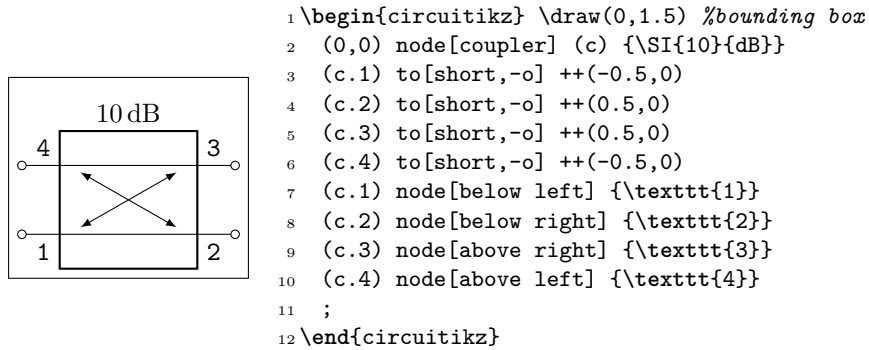 10 dB
4 3
1 2
1 \begin{circuitikz} \draw(0,1.5) %bounding box
2 (0,0) node[coupler] (c) {\SI{10}{dB}}
3 (c.1) to[short,-o] ++(-0.5,0)
4 (c.2) to[short,-o] ++(0.5,0)
5 (c.3) to[short,-o] ++(0.5,0)
6 (c.4) to[short,-o] ++(-0.5,0)
7 (c.1) node[below left] {\texttt{1}}
8 (c.2) node[below right] {\texttt{2}}
9 (c.3) node[above right] {\texttt{3}}
10 (c.4) node[above left] {\texttt{4}}
11 ;
12 \end{circuitikz}